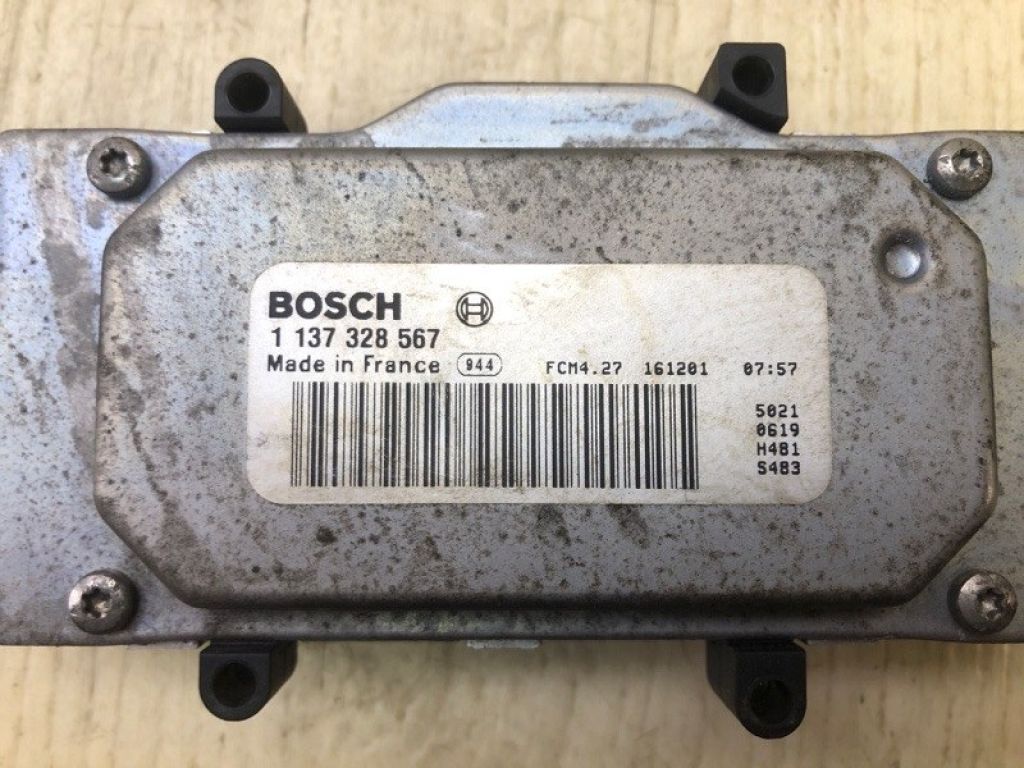 BOSCH
1 137 328 567
Made in France 944 FCM4.27 161201 07:57
5021
0619
H481
S483